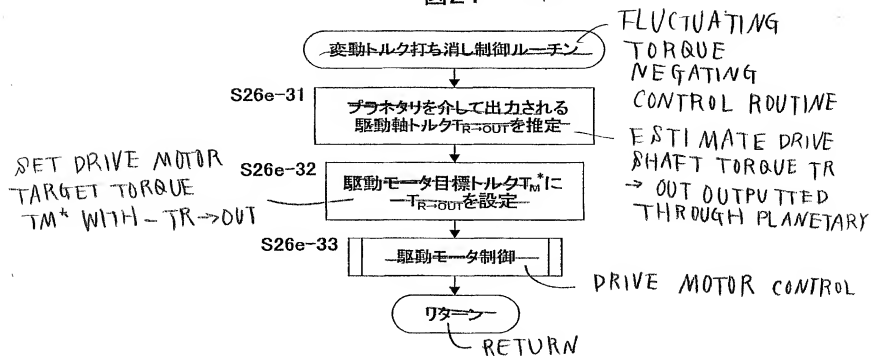 図24
変動トルク打ち消し制御ルーチン
FLUCTUATING
TORQUE
NEGATING
CONTROL ROUTINE
S26e-31
プラネタリを介して出力される
駆動軸トルクTR→OUTを推定
ESTIMATE DRIVE
SHAFT TORQUE TR
→ OUT OUTPUTTED
THROUGH PLANETARY
SET DRIVE MOTOR
TARGET TORQUE
TM* WITH - TR→OUT
S26e-32
駆動モータ目標トルクTM*に
-TR→OUTを設定
S26e-33
駆動モータ制御
DRIVE MOTOR CONTROL
リターン
RETURN